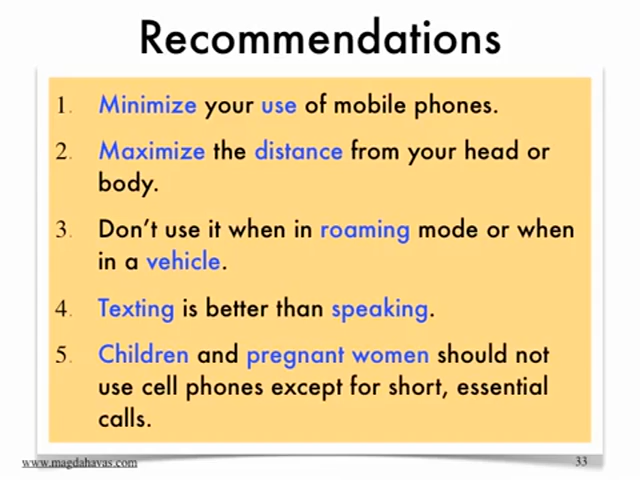 Recommendations
1. Minimize your use of mobile phones.
2. Maximize the distance from your head or
body.
3. Don’t use it when in roaming mode or when
in a vehicle.
4. Texting is better than speaking.
5. Children and pregnant women should not
use cell phones except for short, essential
calls.
www.magdahavas.com
33